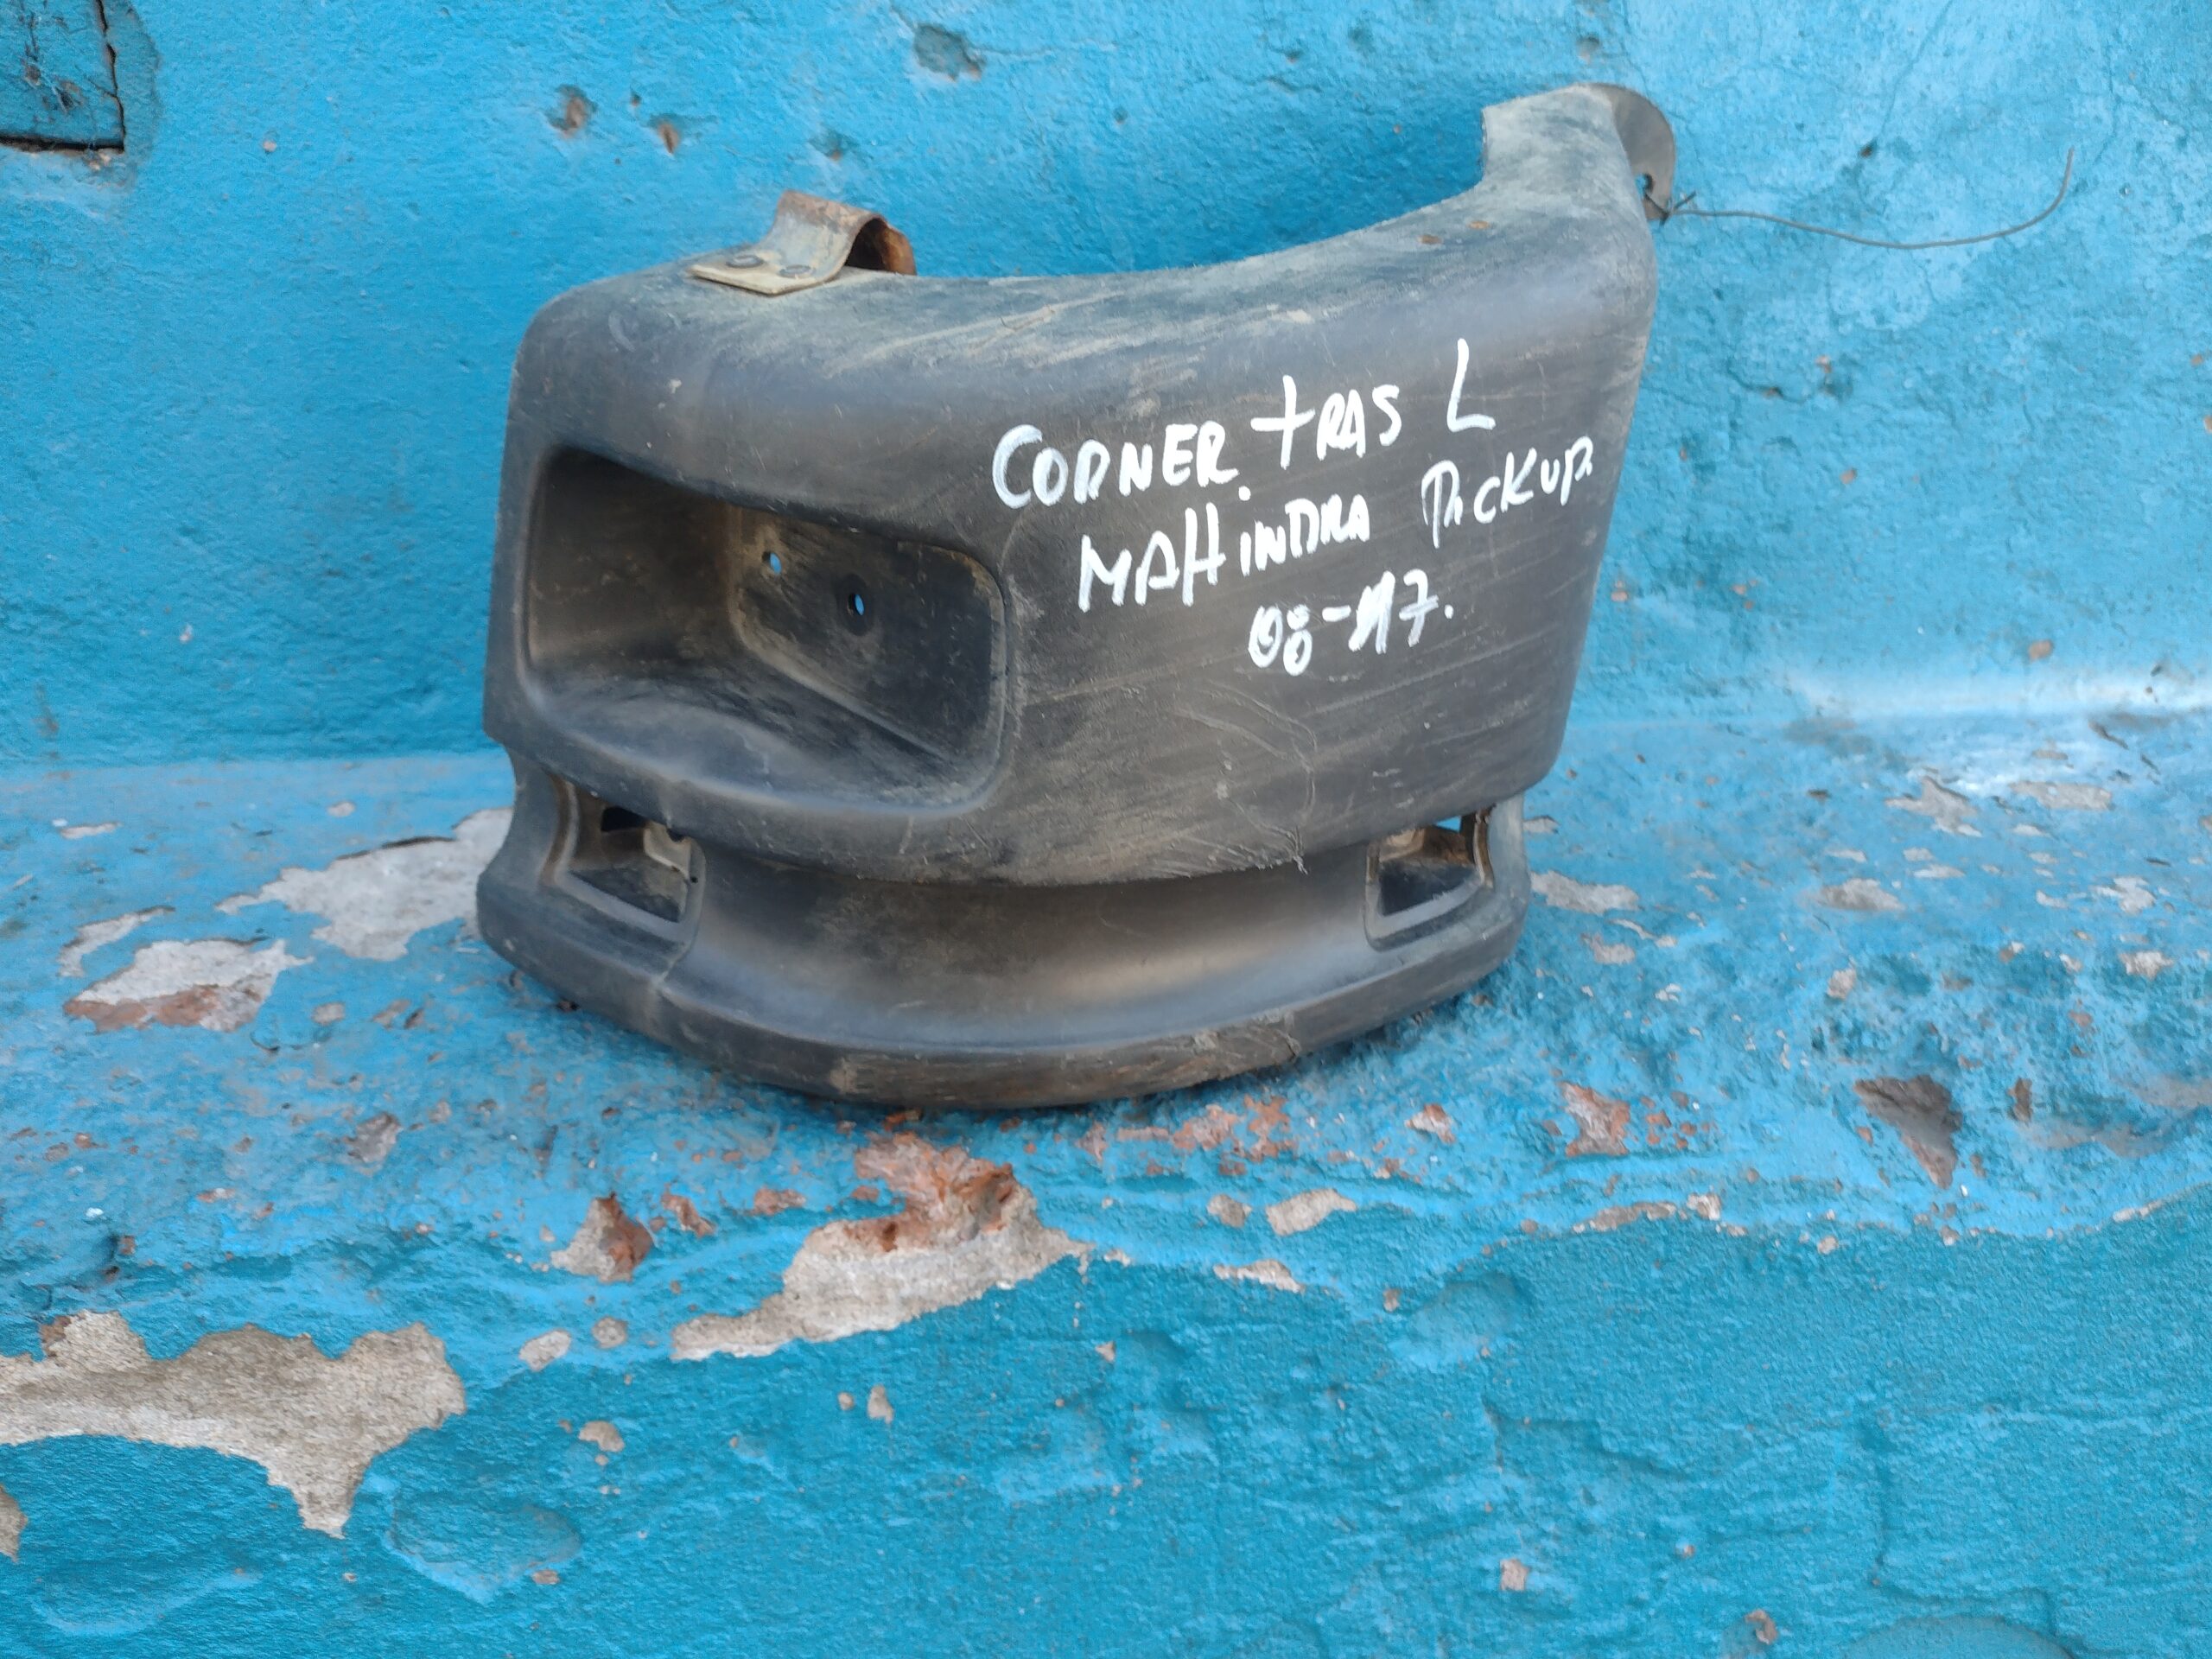 CORNER TRAS L
MAHiNDRA PiCKUP.
08-17.